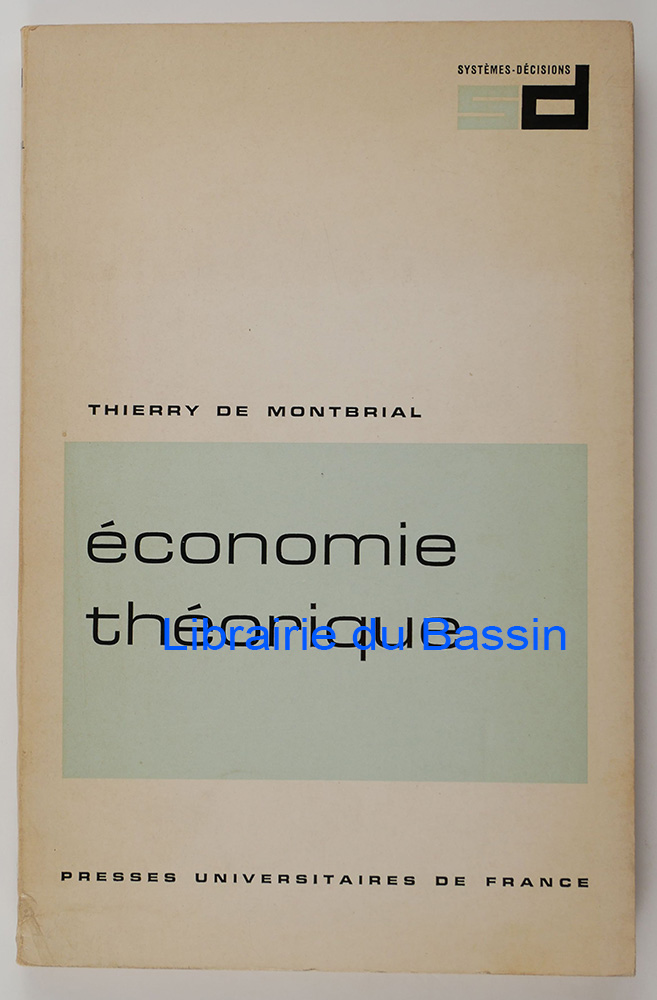 SYSTÈMES-DÉCISIONS
sd
THIERRY DE MONTBRIAL
économie
théorique
Librairie du Bassin
PRESSES UNIVERSITAIRES DE FRANCE